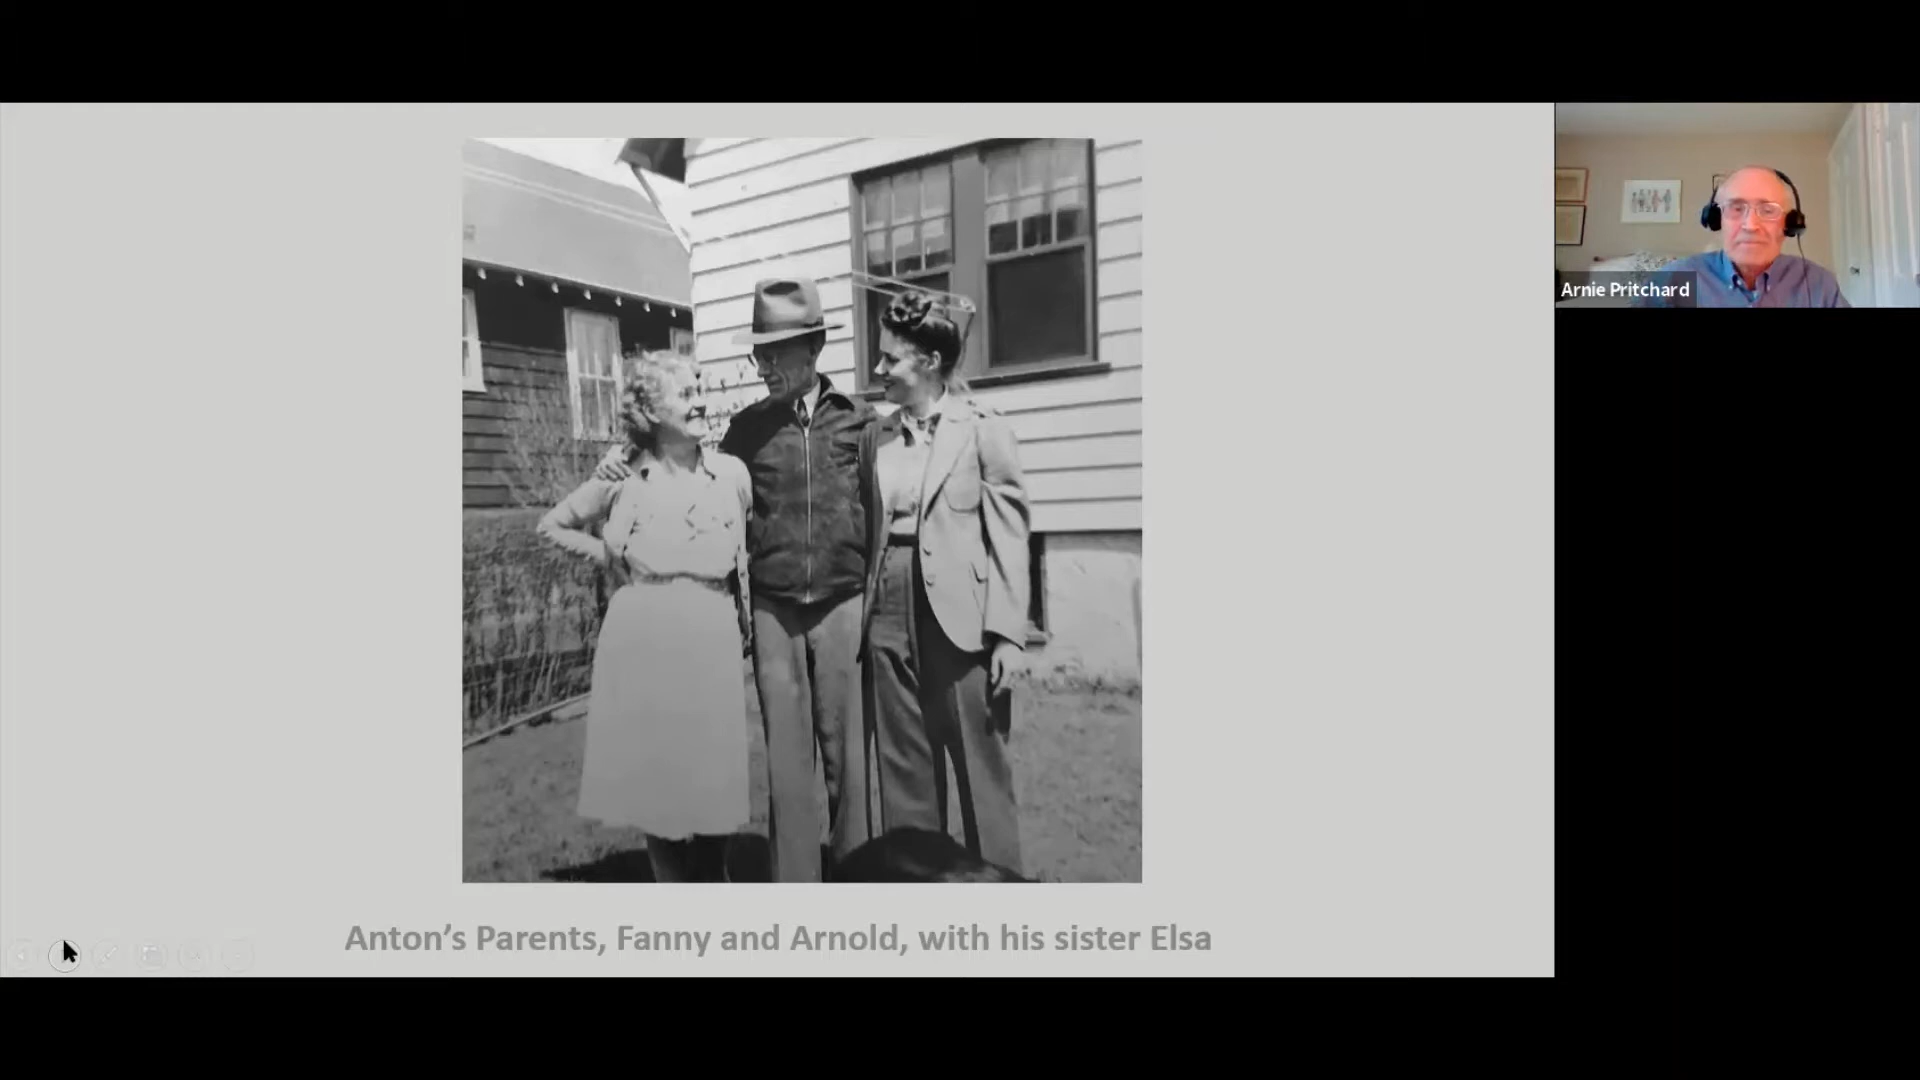 Arnie Pritchard
Anton's Parents, Fanny and Arnold, with his sister Elsa